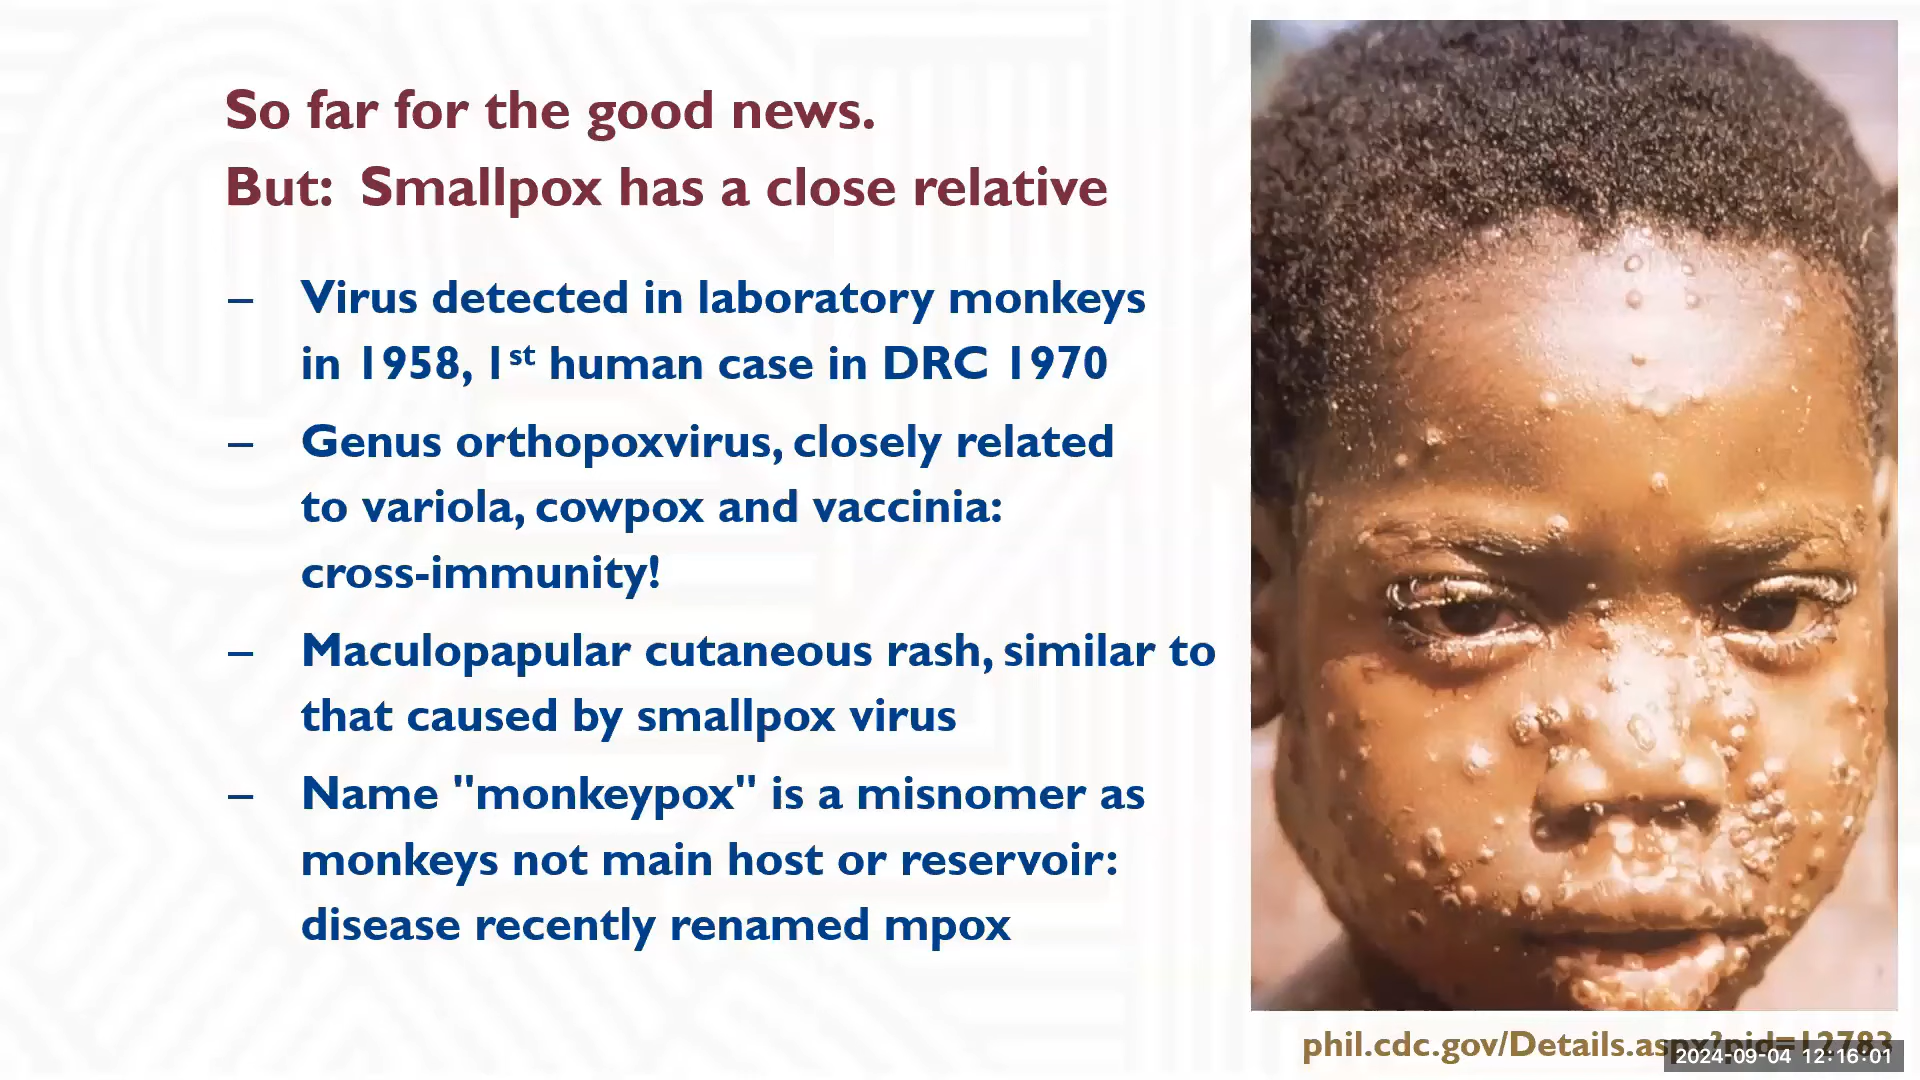 So far for the good news.
But: Smallpox has a close relative
– Virus detected in laboratory monkeys
in 1958, 1st human case in DRC 1970
– Genus orthopoxvirus, closely related
to variola, cowpox and vaccinia:
cross-immunity!
– Maculopapular cutaneous rash, similar to
that caused by smallpox virus
– Name "monkeypox" is a misnomer as
monkeys not main host or reservoir:
disease recently renamed mpox
phil.cdc.gov/Details.aspx?pid=12783
2024-09-04 12:16:01